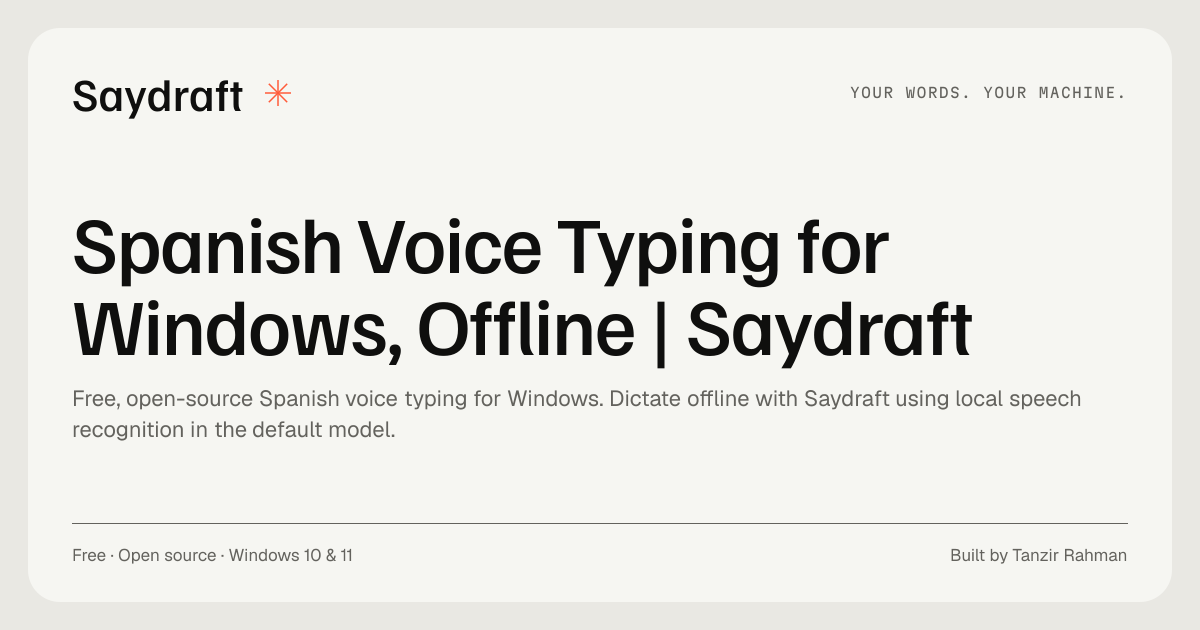 Saydraft
YOUR WORDS. YOUR MACHINE.
Spanish Voice Typing for
Windows, Offline | Saydraft
Free, open-source Spanish voice typing for Windows. Dictate offline with Saydraft using local speech
recognition in the default model.
Free · Open source · Windows 10 & 11
Built by Tanzir Rahman